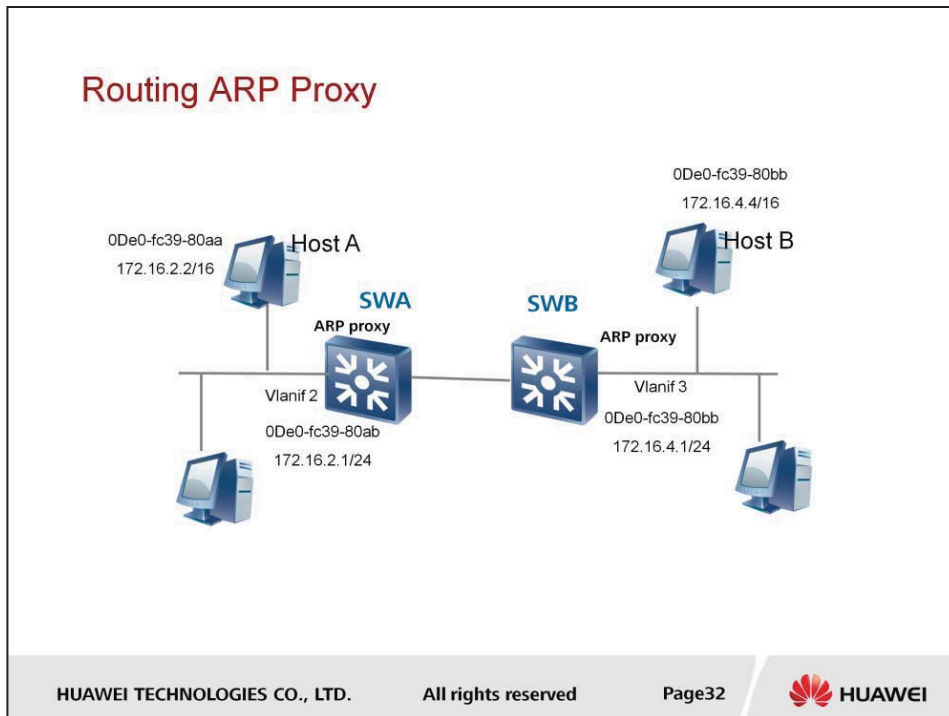 Routing ARP Proxy
0De0-fc39-80bb
172.16.4.4/16
Host B
0De0-fc39-80aa
172.16.2.2/16
Host A
SWA
SWB
ARP proxy
ARP proxy
Vlanif 2
Vlanif 3
0De0-fc39-80ab
172.16.2.1/24
0De0-fc39-80bb
172.16.4.1/24
HUAWEI TECHNOLOGIES CO., LTD.
All rights reserved
Page32
HUAWEI